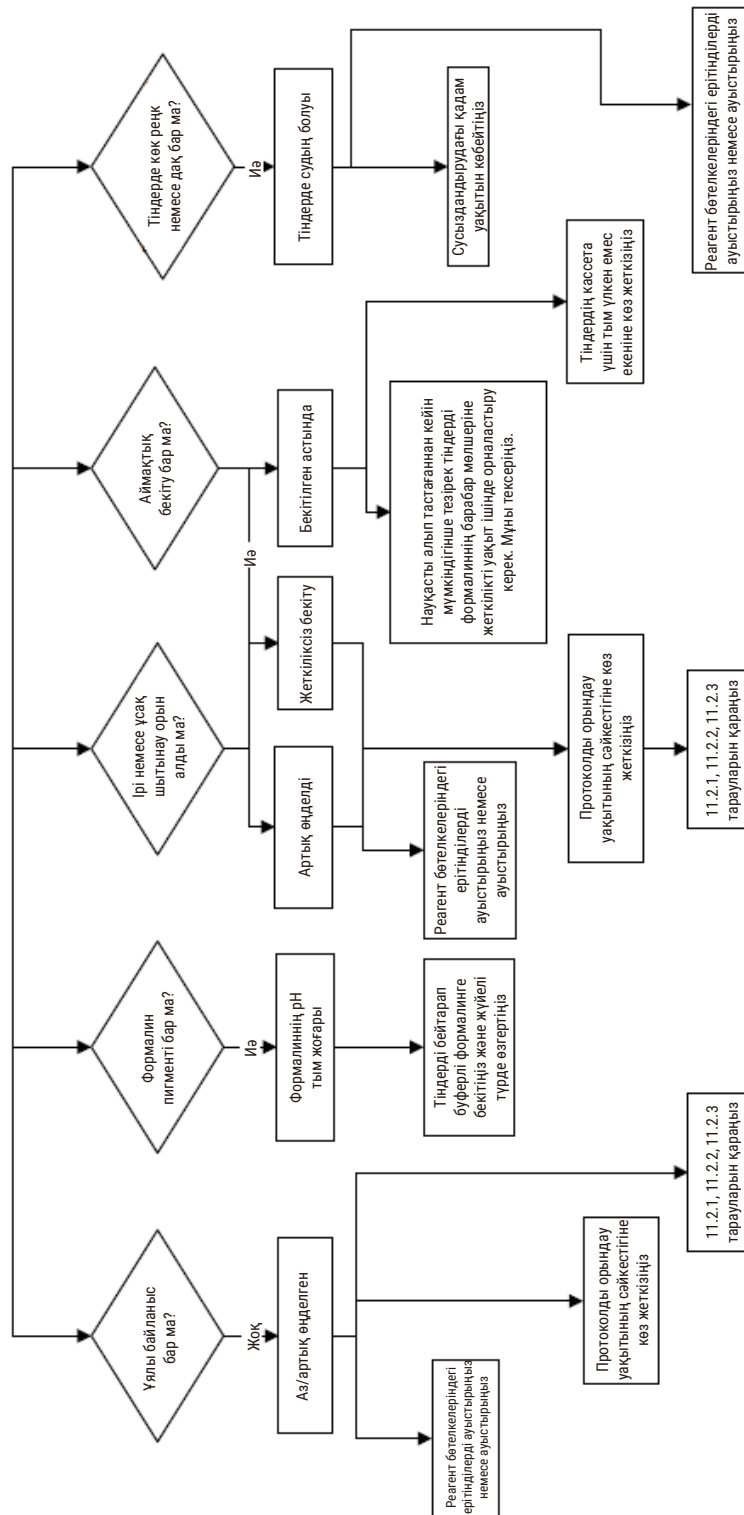 Ұялы байланыс
бар ма?
Жоқ
Аз/артық өңделген
Реагент бөтелкелеріндегі
ерітінділерді ауыстырыңыз
немесе ауыстырыңыз
Протоколды орындау
уақытының сәйкестігіне
көз жеткізіңіз
11.2.1, 11.2.2, 11.2.3
тарауларын қараңыз
Формалин
пигменті бар ма?
Иә
Формалиннің pH
тым жоғары
Тіндерді бейтарап
буферлі формалинге
бекітіңіз және жүйелі
түрде өзгертіңіз
Ірі немесе ұсақ
шытынау орын
алды ма?
Артық өңделді
Жеткіліксіз бекіту
Реагент бөтелкелеріндегі
ерітінділерді
ауыстырыңыз немесе
ауыстырыңыз
Протоколды орындау
уақытының сәйкестігіне көз
жеткізіңіз
11.2.1, 11.2.2, 11.2.3
тарауларын қараңыз
Аймақтық
бекіту бар ма?
Иә
Бекітілген астында
Науқасты алып тастағаннан кейін
мүмкіндігінше тезірек тіндерді
формалиннің барабар мөлшеріне
жеткілікті уақыт ішінде орналастыру
керек. Мұны тексеріңіз.
Тіндердің кассета
үшін тым үлкен емес
екеніне көз жеткізіңіз
Тіндерде көк реңк
немесе дақ бар ма?
Иә
Тіндерде судың болуы
Сусыздандырудағы қадам
уақытын көбейтіңіз
Реагент бөтелкелеріндегі ерітінділерді
ауыстырыңыз немесе ауыстырыңыз